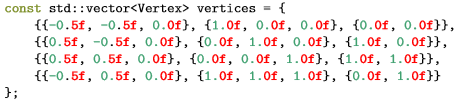 const std::vector<Vertex> vertices = {
    {{-0.5f, -0.5f, 0.0f}, {1.0f, 0.0f, 0.0f}, {0.0f, 0.0f}},
    {{0.5f, -0.5f, 0.0f}, {0.0f, 1.0f, 0.0f}, {1.0f, 0.0f}},
    {{0.5f, 0.5f, 0.0f}, {0.0f, 0.0f, 1.0f}, {1.0f, 1.0f}},
    {{-0.5f, 0.5f, 0.0f}, {1.0f, 1.0f, 1.0f}, {0.0f, 1.0f}}
};